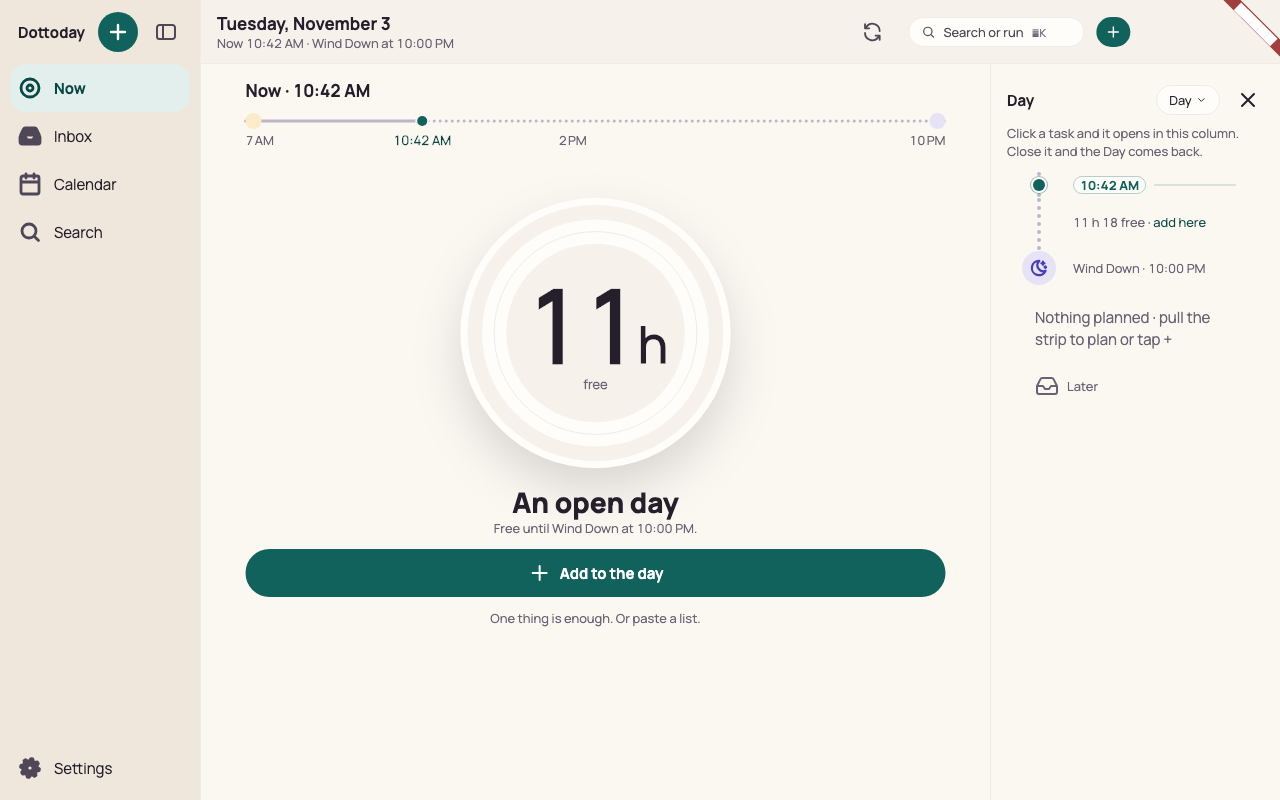 Dottoday
Now
Inbox
Calendar
Search
Settings
Tuesday, November 3
Now 10:42 AM · Wind Down at 10:00 PM
Search or run
K
Now · 10:42 AM
7 AM
10:42 AM
2 PM
10 PM
11h
free
An open day
Free until Wind Down at 10:00 PM.
Add to the day
One thing is enough. Or paste a list.
Day
Day
Click a task and it opens in this column.
Close it and the Day comes back.
10:42 AM
11 h 18 free · add here
Wind Down · 10:00 PM
Nothing planned · pull the
strip to plan or tap +
Later